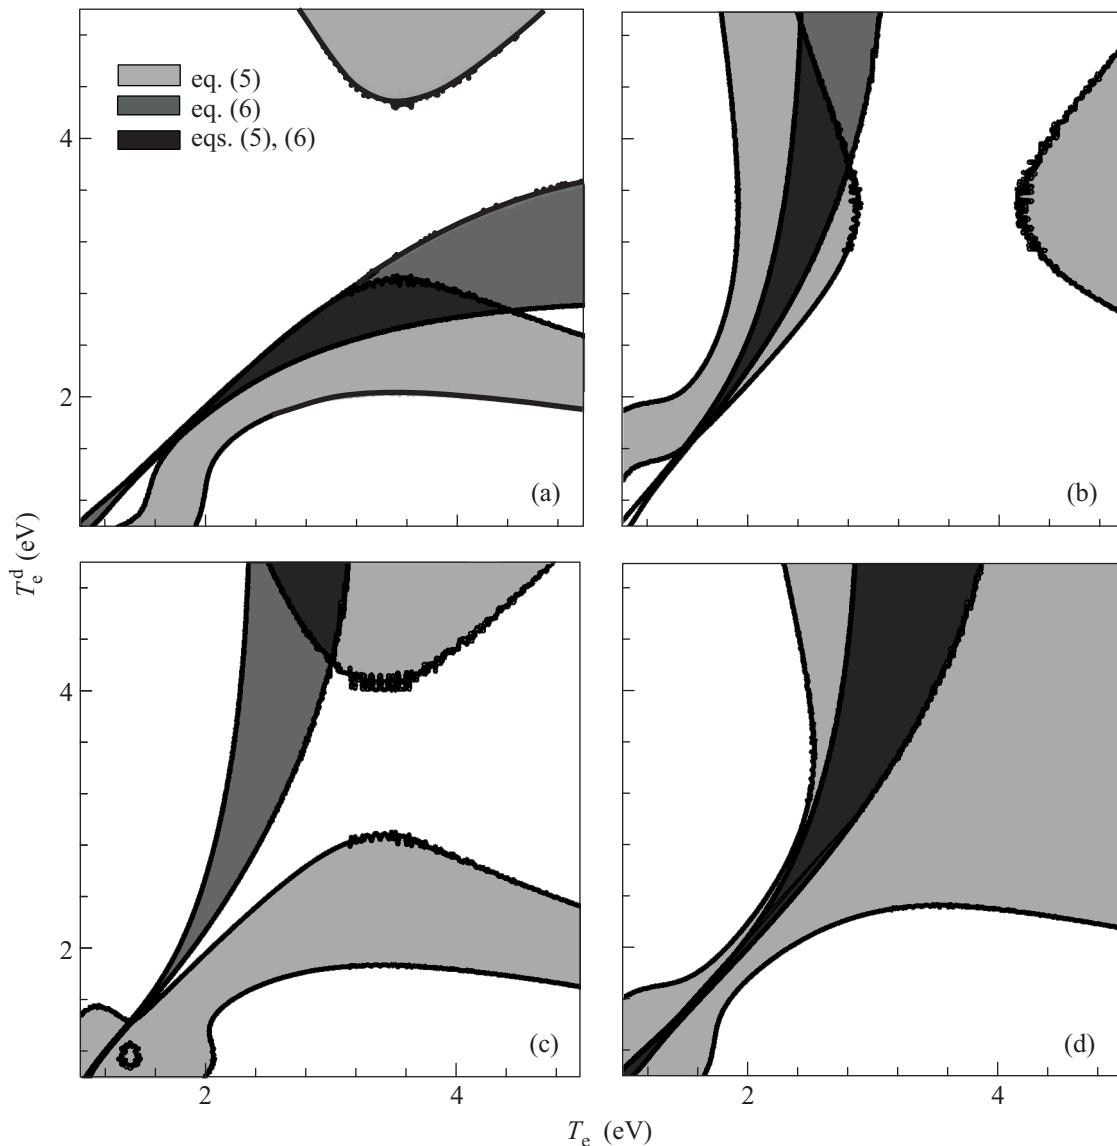 eq. (5)
eq. (6)
eqs. (5), (6)
4
2
(a)
(b)
T_e^d (eV)
4
2
(c)
(d)
2
4
2
4
T_e (eV)